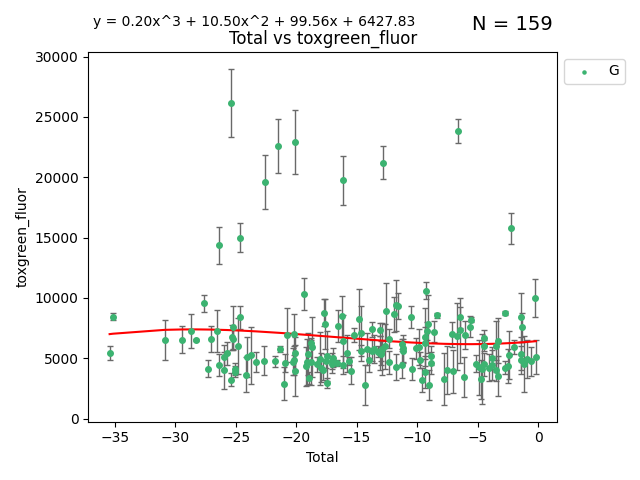 y = 0.20x^3 + 10.50x^2 + 99.56x + 6427.83
N = 159
Total vs toxgreen_fluor
G
30000
25000
20000
15000
10000
5000
0
toxgreen_fluor
−35 −30 −25 −20 −15 −10 −5 0
Total